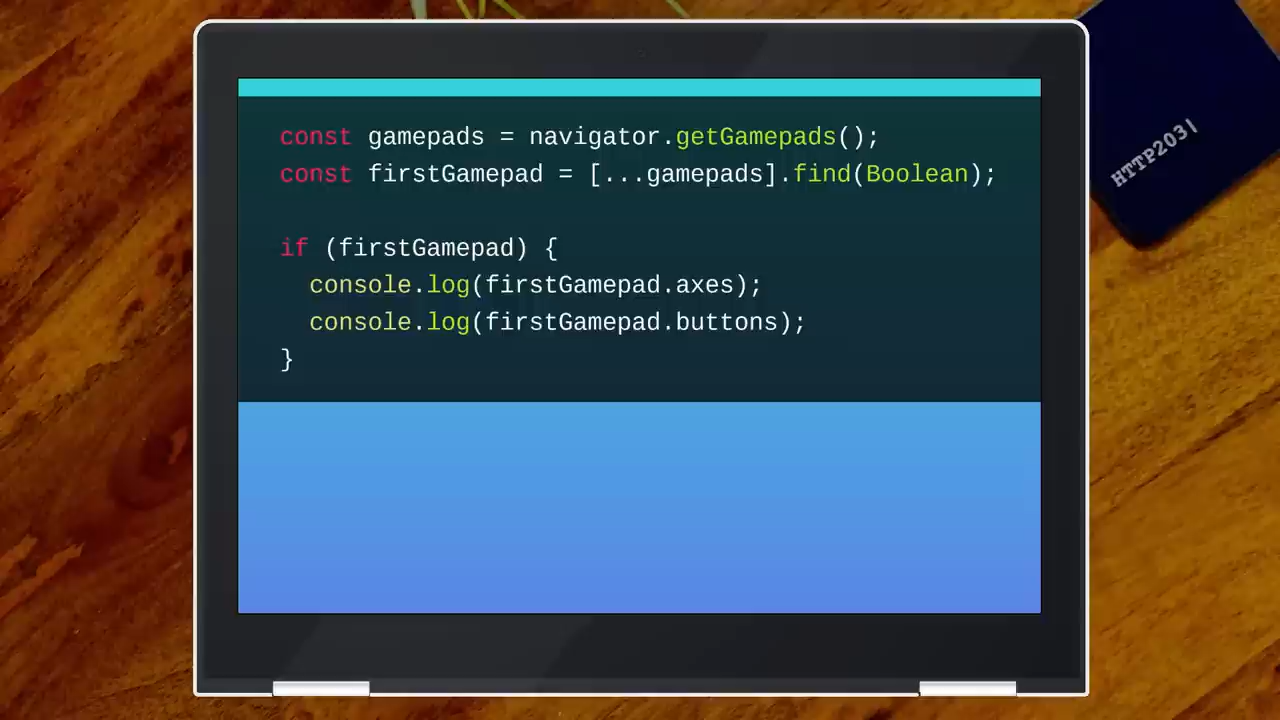 const gamepads = navigator.getGamepads();
const firstGamepad = [...gamepads].find(Boolean);
if (firstGamepad) {
  console.log(firstGamepad.axes);
  console.log(firstGamepad.buttons);
}
HTTP203|